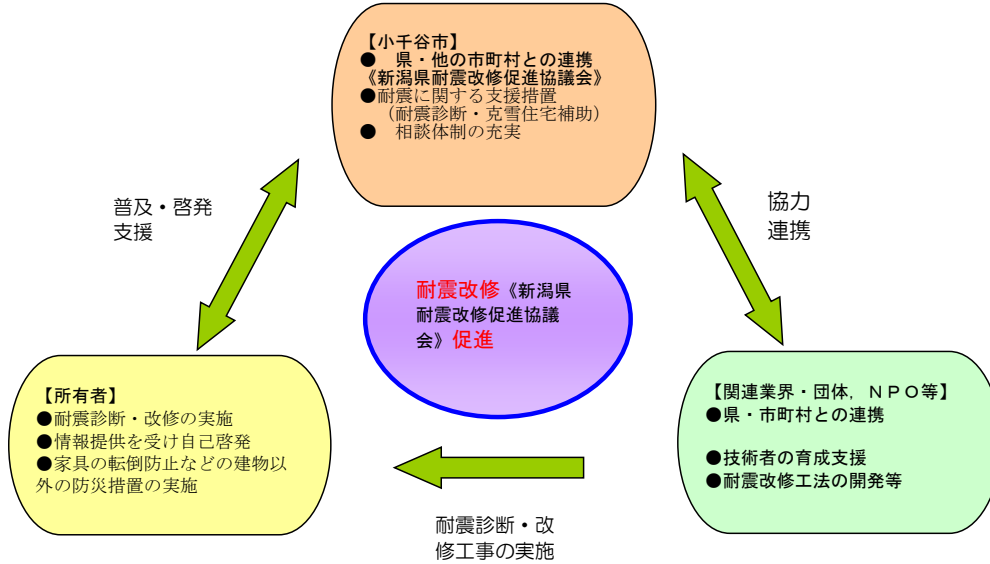 【小千谷市】
●　県・他の市町村との連携
《新潟県耐震改修促進協議会》
●耐震に関する支援措置
（耐震診断・克雪住宅補助）
●　相談体制の充実
普及・啓発
支援
協力
連携
耐震改修《新潟県
耐震改修促進協議
会》促進
【所有者】
●耐震診断・改修の実施
●情報提供を受け自己啓発
●家具の転倒防止などの建物以
外の防災措置の実施
【関連業界・団体，ＮＰＯ等】
●県・市町村との連携
●技術者の育成支援
●耐震改修工法の開発等
耐震診断・改
修工事の実施